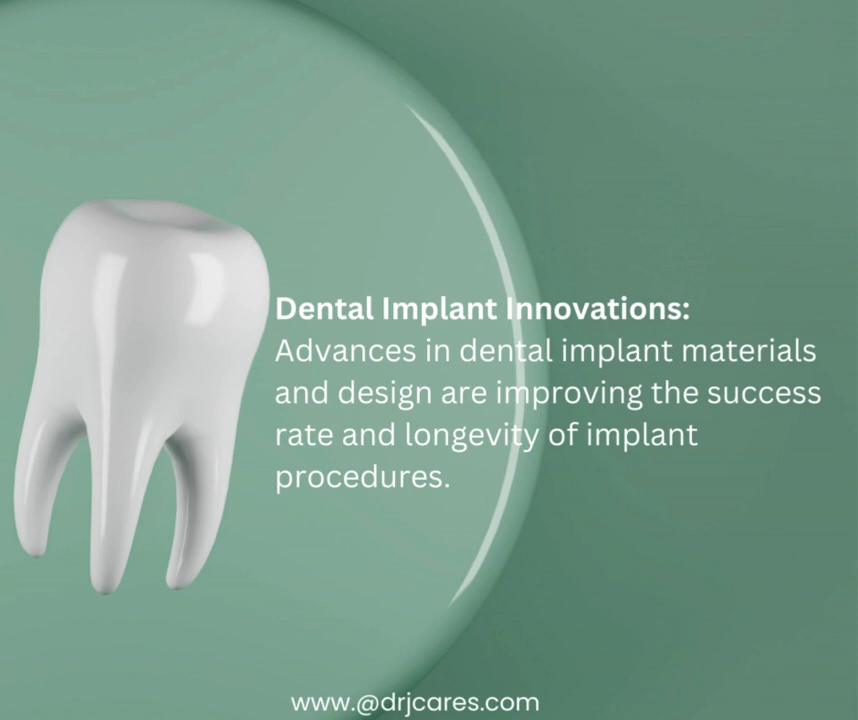 Dental Implant Innovations:
Advances in dental implant materials
and design are improving the success
rate and longevity of implant
procedures.
www.@drjcares.com